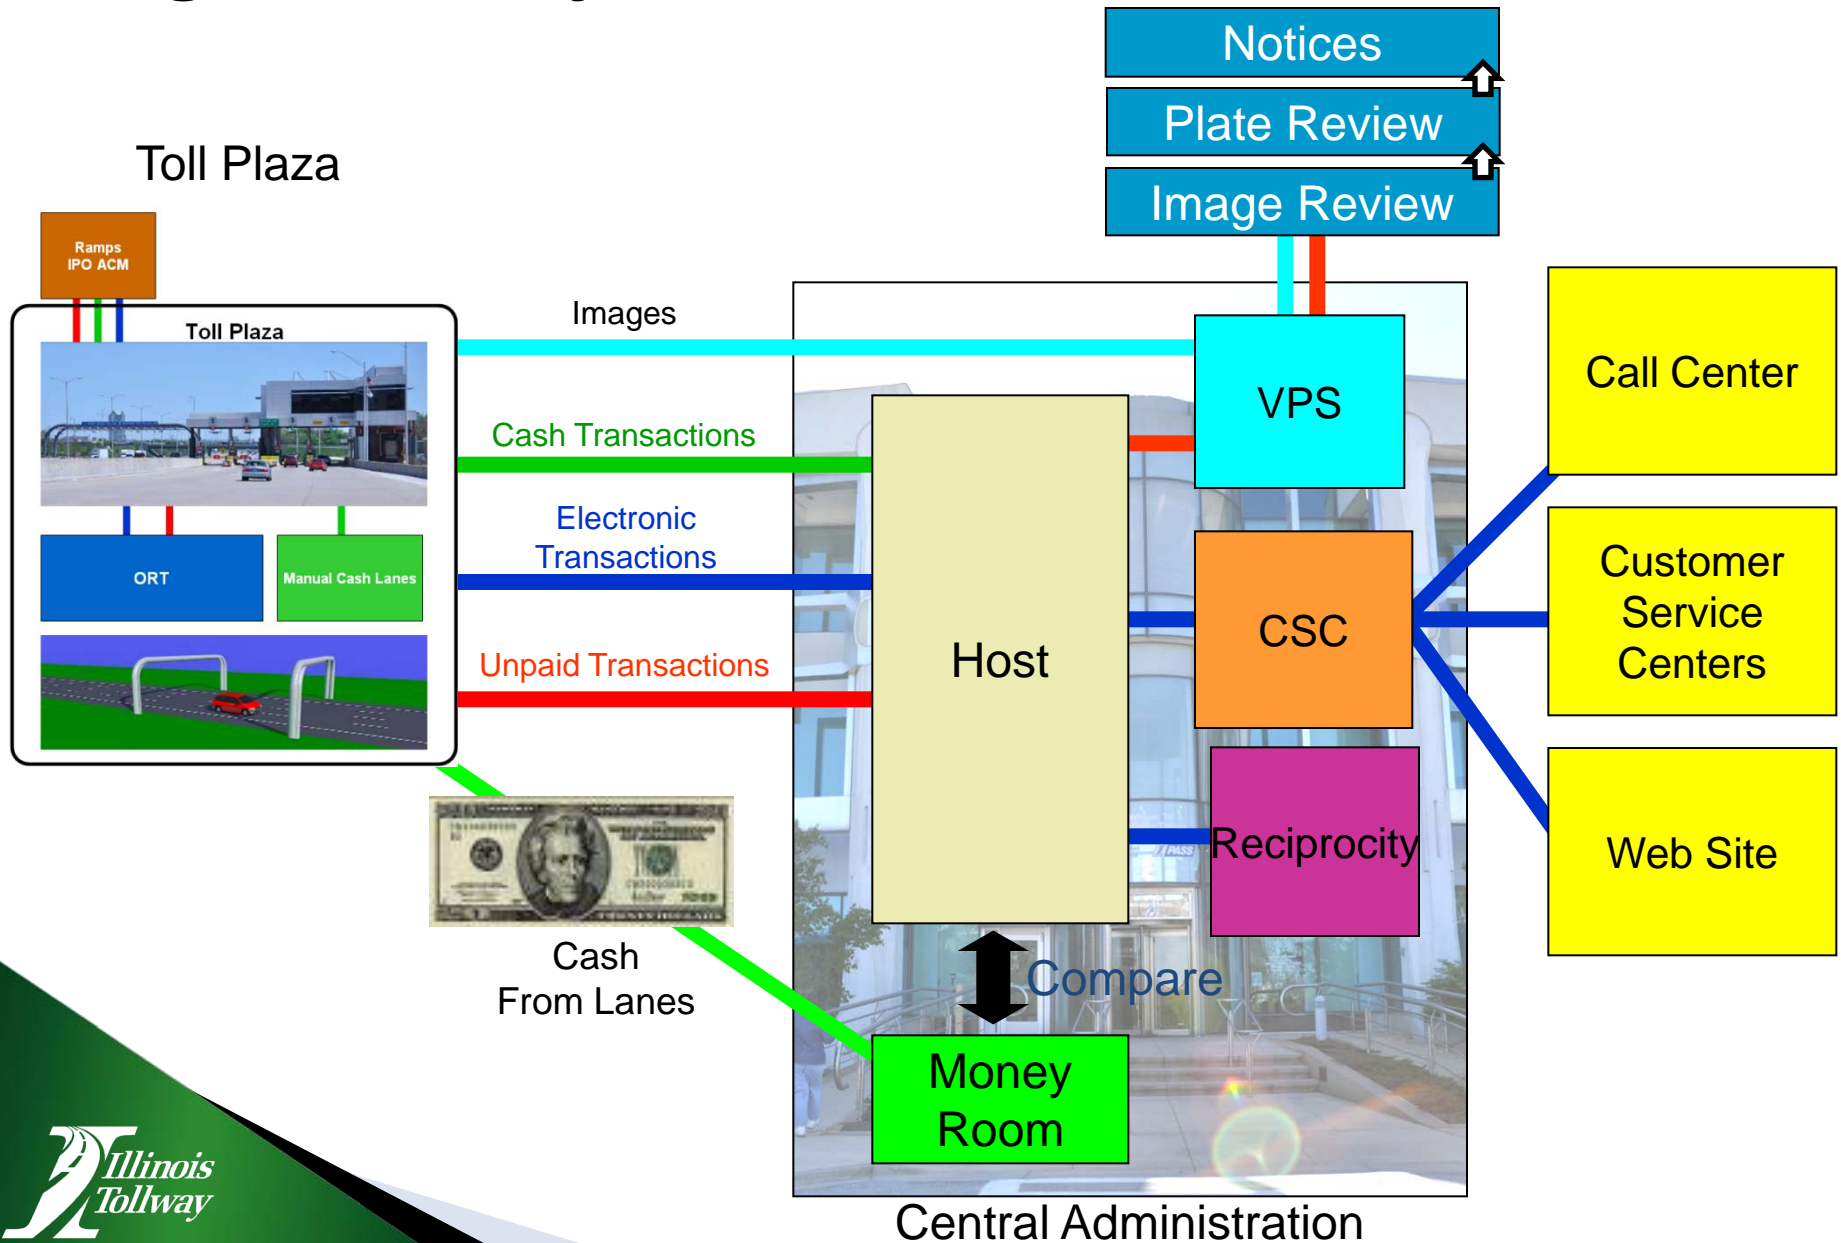 Notices
Plate Review
Image Review
Toll Plaza
Ramps
IPO ACM
Toll Plaza
ORT
Manual Cash Lanes
Images
Cash Transactions
Electronic
Transactions
Unpaid Transactions
Cash
From Lanes
Host
VPS
CSC
Reciprocity
Compare
Money
Room
Call Center
Customer
Service
Centers
Web Site
PASS
Central Administration
Illinois
Tollway